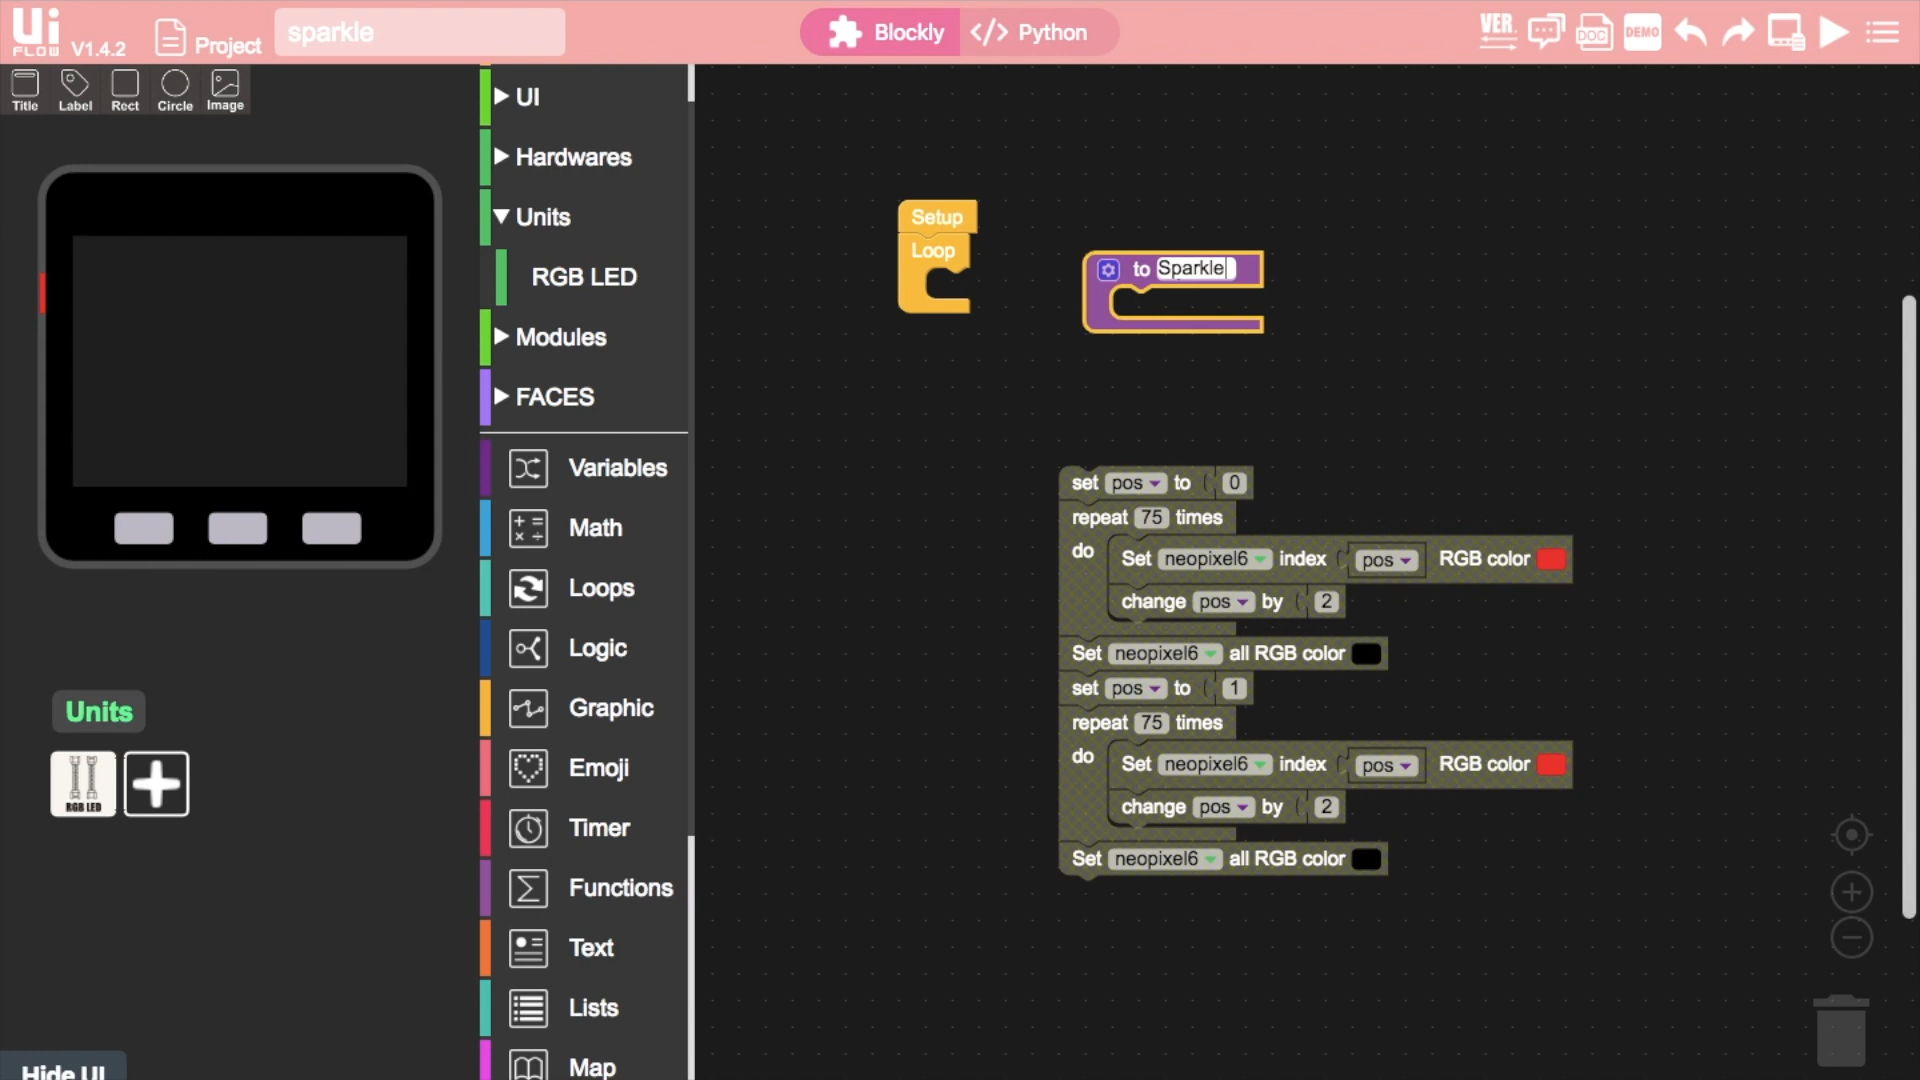 Ui
FLOW V1.4.2
Project
sparkle
Blockly
Python
VER.
DOC
DEMO
Title
Label
Rect
Circle
Image
UI
Hardwares
Units
RGB LED
Modules
FACES
Variables
Math
Loops
Logic
Graphic
Emoji
Timer
Functions
Text
Lists
Map
Units
RGB LED
Hide UI
Setup
Loop
to Sparkle
set pos to 0
repeat 75 times
do Set neopixel6 index pos RGB color
change pos by 2
Set neopixel6 all RGB color
set pos to 1
repeat 75 times
do Set neopixel6 index pos RGB color
change pos by 2
Set neopixel6 all RGB color